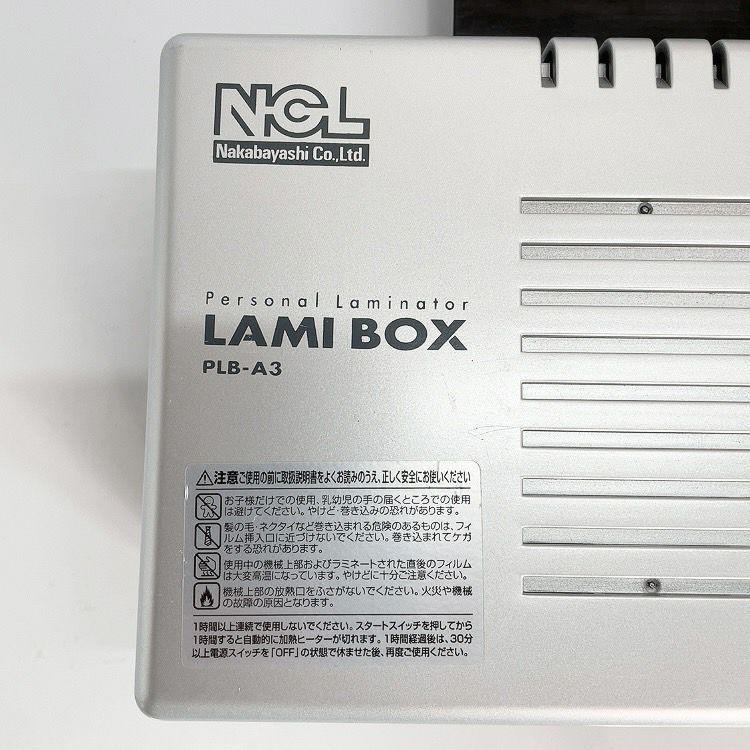 NCL
Nakabayashi Co.,Ltd.
Personal Laminator
LAMI BOX
PLB-A3
⚠注意ご使用の前に取扱説明書をよくお読みのうえ、正しく安全にお使いください
お子様だけでの使用、乳幼児の手の届くところでの使用
は避けてください。やけど・巻き込みの恐れがあります。
髪の毛・ネクタイなど巻き込まれる危険のあるものは、フィ
ルム挿入口に近づけないでください。巻き込まれてケガ
をする恐れがあります。
使用中の機械上部およびラミネートされた直後のフィルム
は大変高温になっています。やけどに十分ご注意ください。
機械上部の放熱口をふさがないでください。火災や機械
の故障の原因となります。
1時間以上連続で使用しないでください。スタートスイッチを押してから
1時間すると自動的に加熱ヒーターが切れます。1時間経過後は、30分
以上電源スイッチを「OFF」の状態で休ませた後、再度ご使用ください。